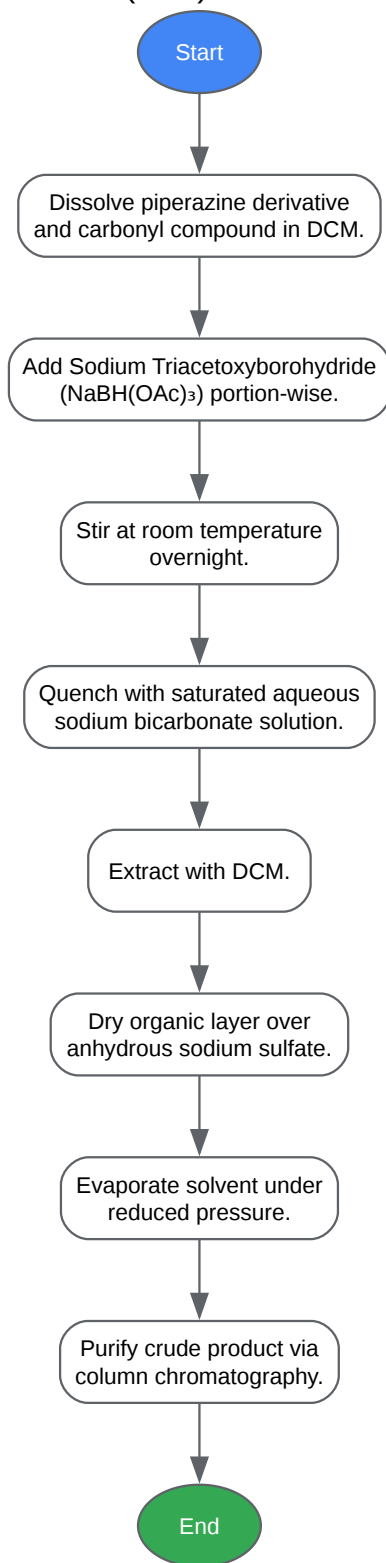 Start
Dissolve piperazine derivative
and carbonyl compound in DCM.
Add Sodium Triacetoxyborohydride
(NaBH(OAc)₃) portion-wise.
Stir at room temperature
overnight.
Quench with saturated aqueous
sodium bicarbonate solution.
Extract with DCM.
Dry organic layer over
anhydrous sodium sulfate.
Evaporate solvent under
reduced pressure.
Purify crude product via
column chromatography.
End